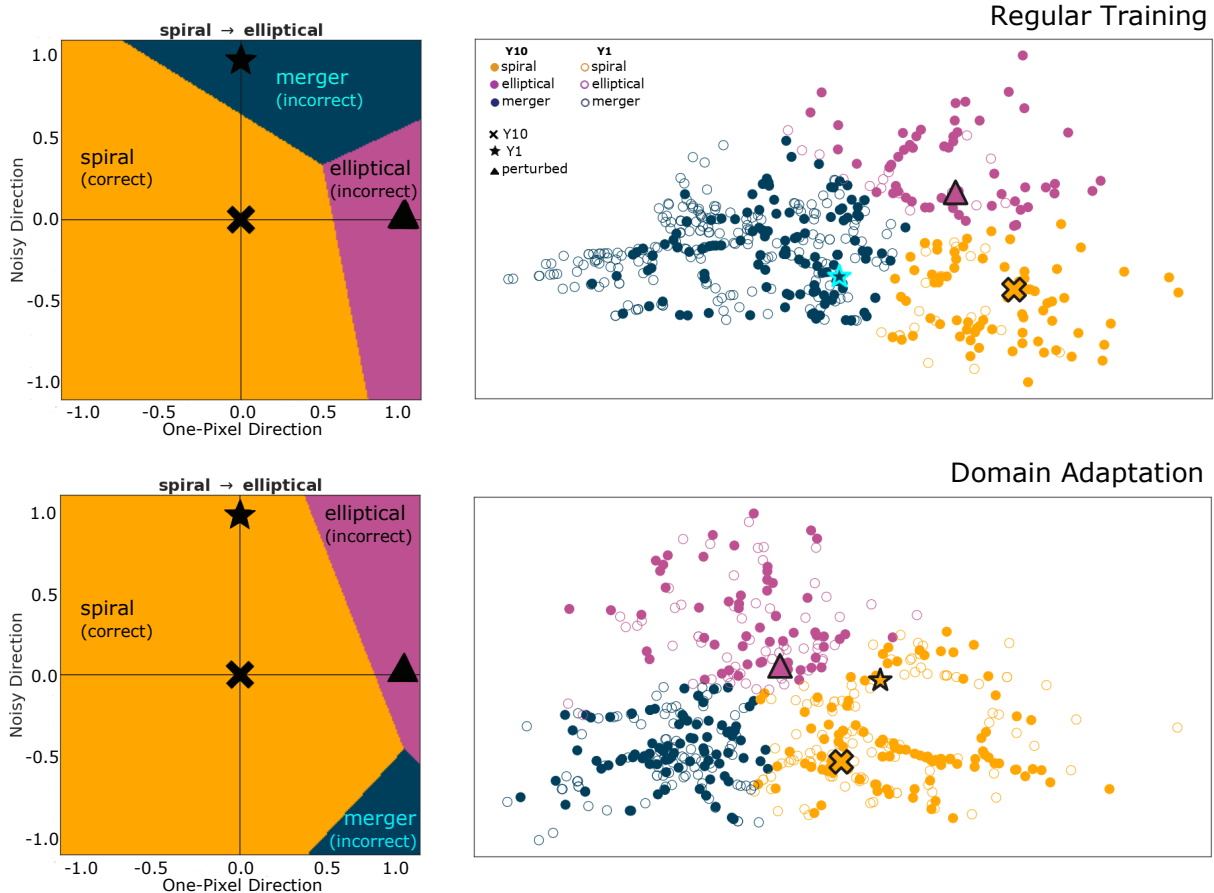 Regular Training
spiral → elliptical
1.0
0.5
0.0
-0.5
-1.0
Noisy Direction
merger
(incorrect)
spiral
(correct)
elliptical
(incorrect)
-1.0 -0.5 0.0 0.5 1.0
One-Pixel Direction
Y10 Y1
spiral spiral
elliptical elliptical
merger merger
Y10
Y1
perturbed
Domain Adaptation
spiral → elliptical
1.0
0.5
0.0
-0.5
-1.0
Noisy Direction
elliptical
(incorrect)
spiral
(correct)
merger
(incorrect)
-1.0 -0.5 0.0 0.5 1.0
One-Pixel Direction